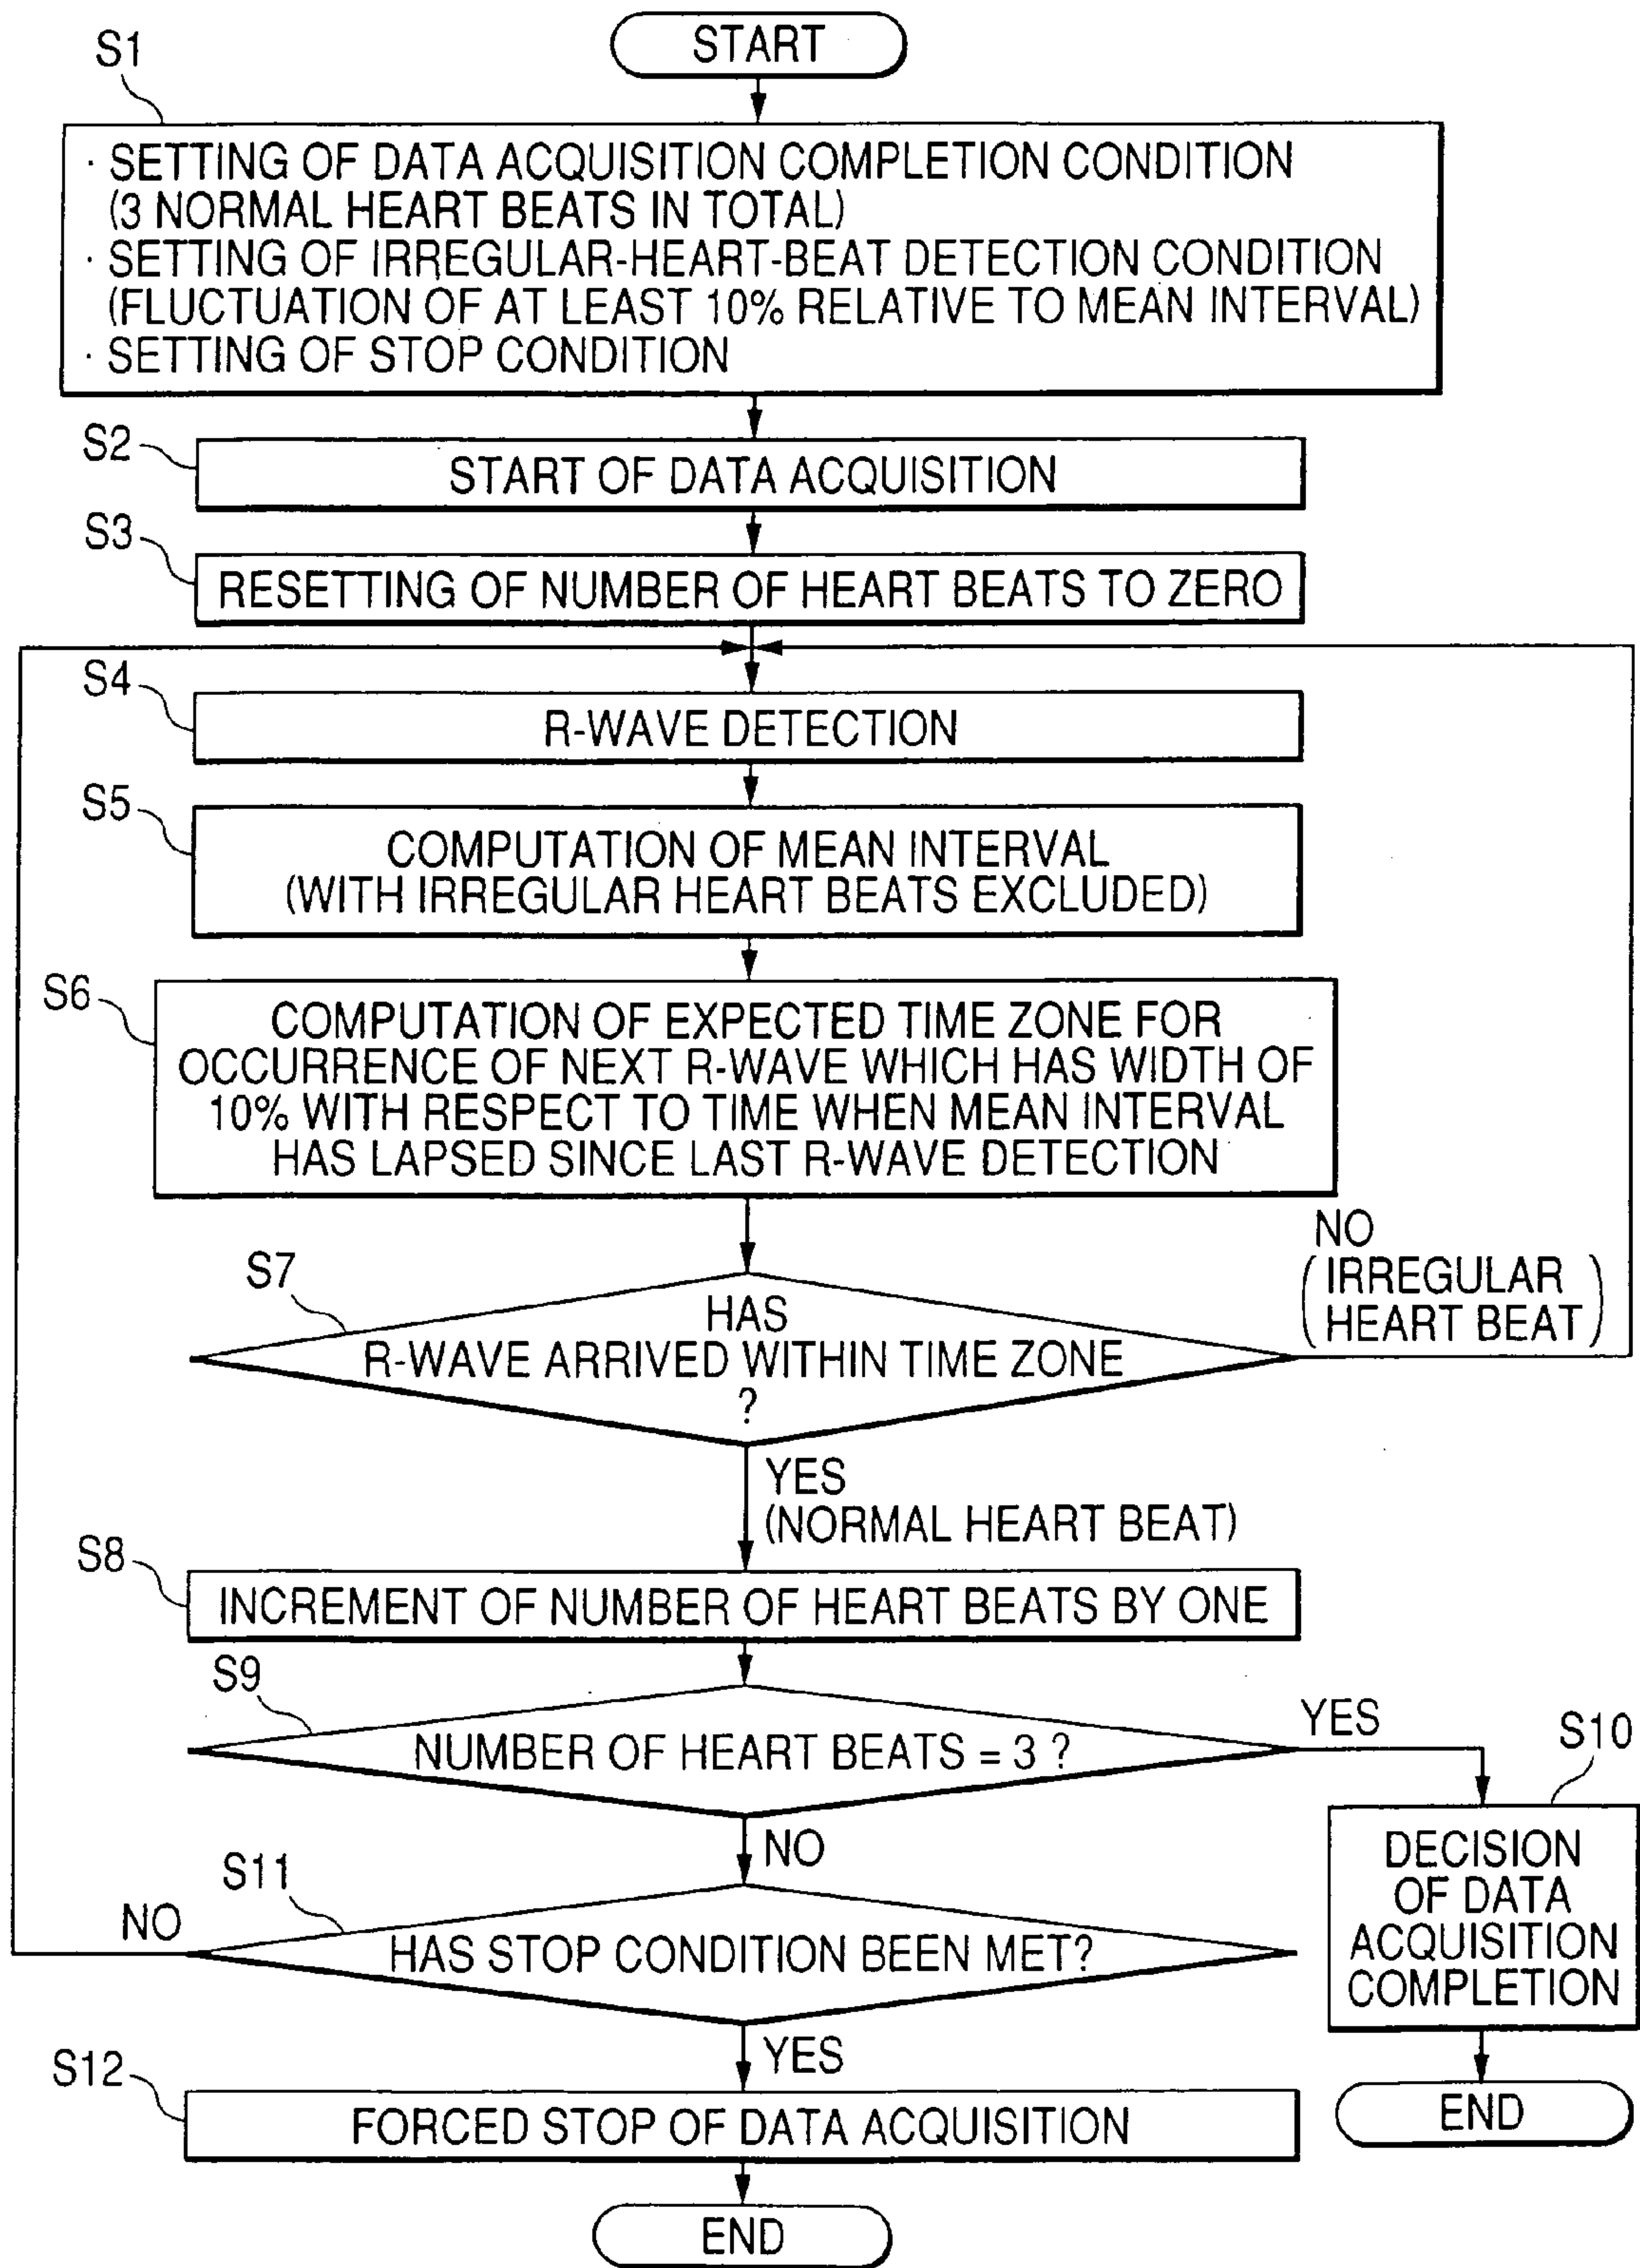 START
S1
· SETTING OF DATA ACQUISITION COMPLETION CONDITION
(3 NORMAL HEART BEATS IN TOTAL)
· SETTING OF IRREGULAR-HEART-BEAT DETECTION CONDITION
(FLUCTUATION OF AT LEAST 10% RELATIVE TO MEAN INTERVAL)
· SETTING OF STOP CONDITION
S2
START OF DATA ACQUISITION
S3
RESETTING OF NUMBER OF HEART BEATS TO ZERO
S4
R-WAVE DETECTION
S5
COMPUTATION OF MEAN INTERVAL
(WITH IRREGULAR HEART BEATS EXCLUDED)
S6
COMPUTATION OF EXPECTED TIME ZONE FOR
OCCURRENCE OF NEXT R-WAVE WHICH HAS WIDTH OF
10% WITH RESPECT TO TIME WHEN MEAN INTERVAL
HAS LAPSED SINCE LAST R-WAVE DETECTION
S7
HAS
R-WAVE ARRIVED WITHIN TIME ZONE
?
NO
(IRREGULAR
HEART BEAT)
YES
(NORMAL HEART BEAT)
S8
INCREMENT OF NUMBER OF HEART BEATS BY ONE
S9
NUMBER OF HEART BEATS = 3 ?
YES
S10
DECISION
OF DATA
ACQUISITION
COMPLETION
END
NO
S11
HAS STOP CONDITION BEEN MET?
NO
YES
S12
FORCED STOP OF DATA ACQUISITION
END